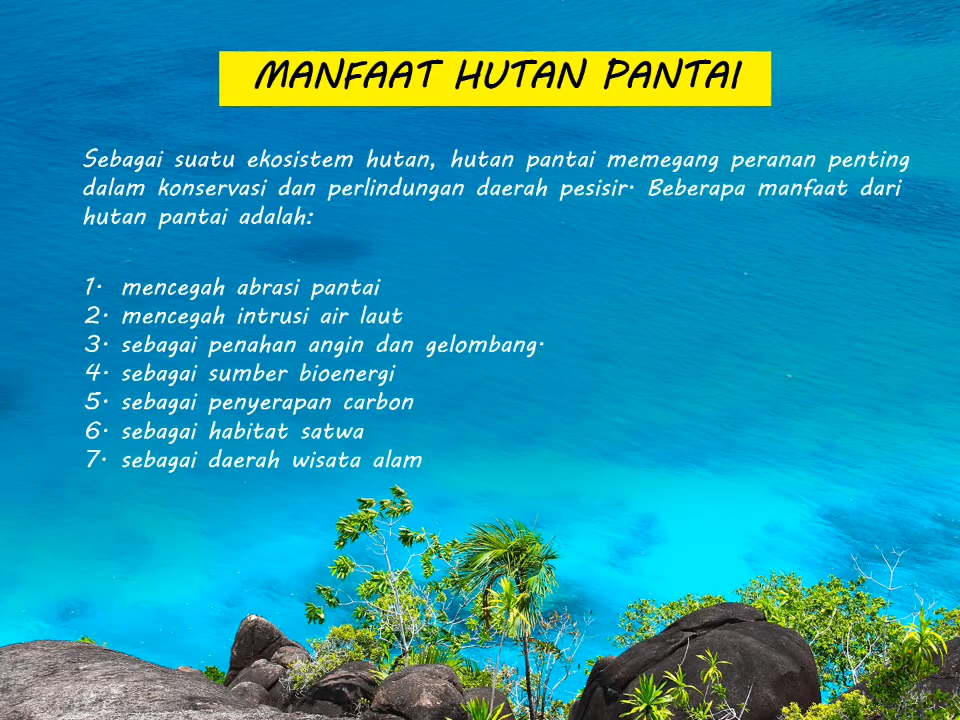 MANFAAT HUTAN PANTAI
Sebagai suatu ekosistem hutan, hutan pantai memegang peranan penting
dalam konservasi dan perlindungan daerah pesisir. Beberapa manfaat dari
hutan pantai adalah:
1. mencegah abrasi pantai
2. mencegah intrusi air laut
3. sebagai penahan angin dan gelombang.
4. sebagai sumber bioenergi
5. sebagai penyerapan carbon
6. sebagai habitat satwa
7. sebagai daerah wisata alam